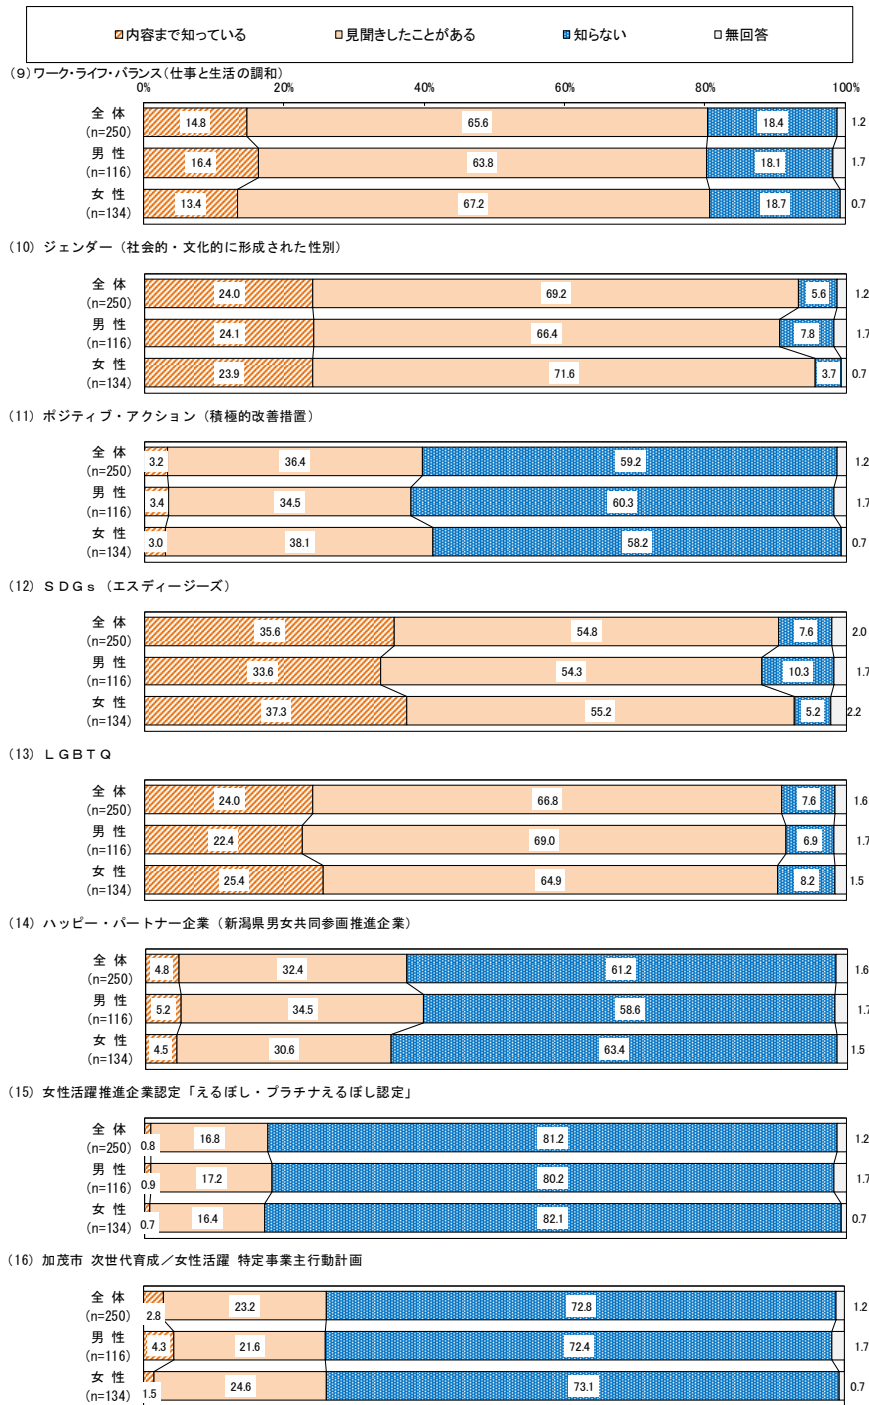 内容まで知っている 見聞きしたことがある 知らない 無回答
(9)ワーク・ライフ・バランス(仕事と生活の調和)
0% 20% 40% 60% 80% 100%
全 体
(n=250)
14.8 65.6 18.4 1.2
男 性
(n=116)
16.4 63.8 18.1 1.7
女 性
(n=134)
13.4 67.2 18.7 0.7
(10) ジェンダー（社会的・文化的に形成された性別）
全 体
(n=250)
24.0 69.2 5.6 1.2
男 性
(n=116)
24.1 66.4 7.8 1.7
女 性
(n=134)
23.9 71.6 3.7 0.7
(11) ポジティブ・アクション（積極的改善措置）
全 体
(n=250)
3.2 36.4 59.2 1.2
男 性
(n=116)
3.4 34.5 60.3 1.7
女 性
(n=134)
3.0 38.1 58.2 0.7
(12) ＳＤＧｓ（エスディージーズ）
全 体
(n=250)
35.6 54.8 7.6 2.0
男 性
(n=116)
33.6 54.3 10.3 1.7
女 性
(n=134)
37.3 55.2 5.2 2.2
(13) ＬＧＢＴＱ
全 体
(n=250)
24.0 66.8 7.6 1.6
男 性
(n=116)
22.4 69.0 6.9 1.7
女 性
(n=134)
25.4 64.9 8.2 1.5
(14) ハッピー・パートナー企業（新潟県男女共同参画推進企業）
全 体
(n=250)
4.8 32.4 61.2 1.6
男 性
(n=116)
5.2 34.5 58.6 1.7
女 性
(n=134)
4.5 30.6 63.4 1.5
(15) 女性活躍推進企業認定「えるぼし・プラチナえるぼし認定」
全 体
(n=250)
0.8 16.8 81.2 1.2
男 性
(n=116)
0.9 17.2 80.2 1.7
女 性
(n=134)
0.7 16.4 82.1 0.7
(16) 加茂市 次世代育成／女性活躍 特定事業主行動計画
全 体
(n=250)
2.8 23.2 72.8 1.2
男 性
(n=116)
4.3 21.6 72.4 1.7
女 性
(n=134)
1.5 24.6 73.1 0.7